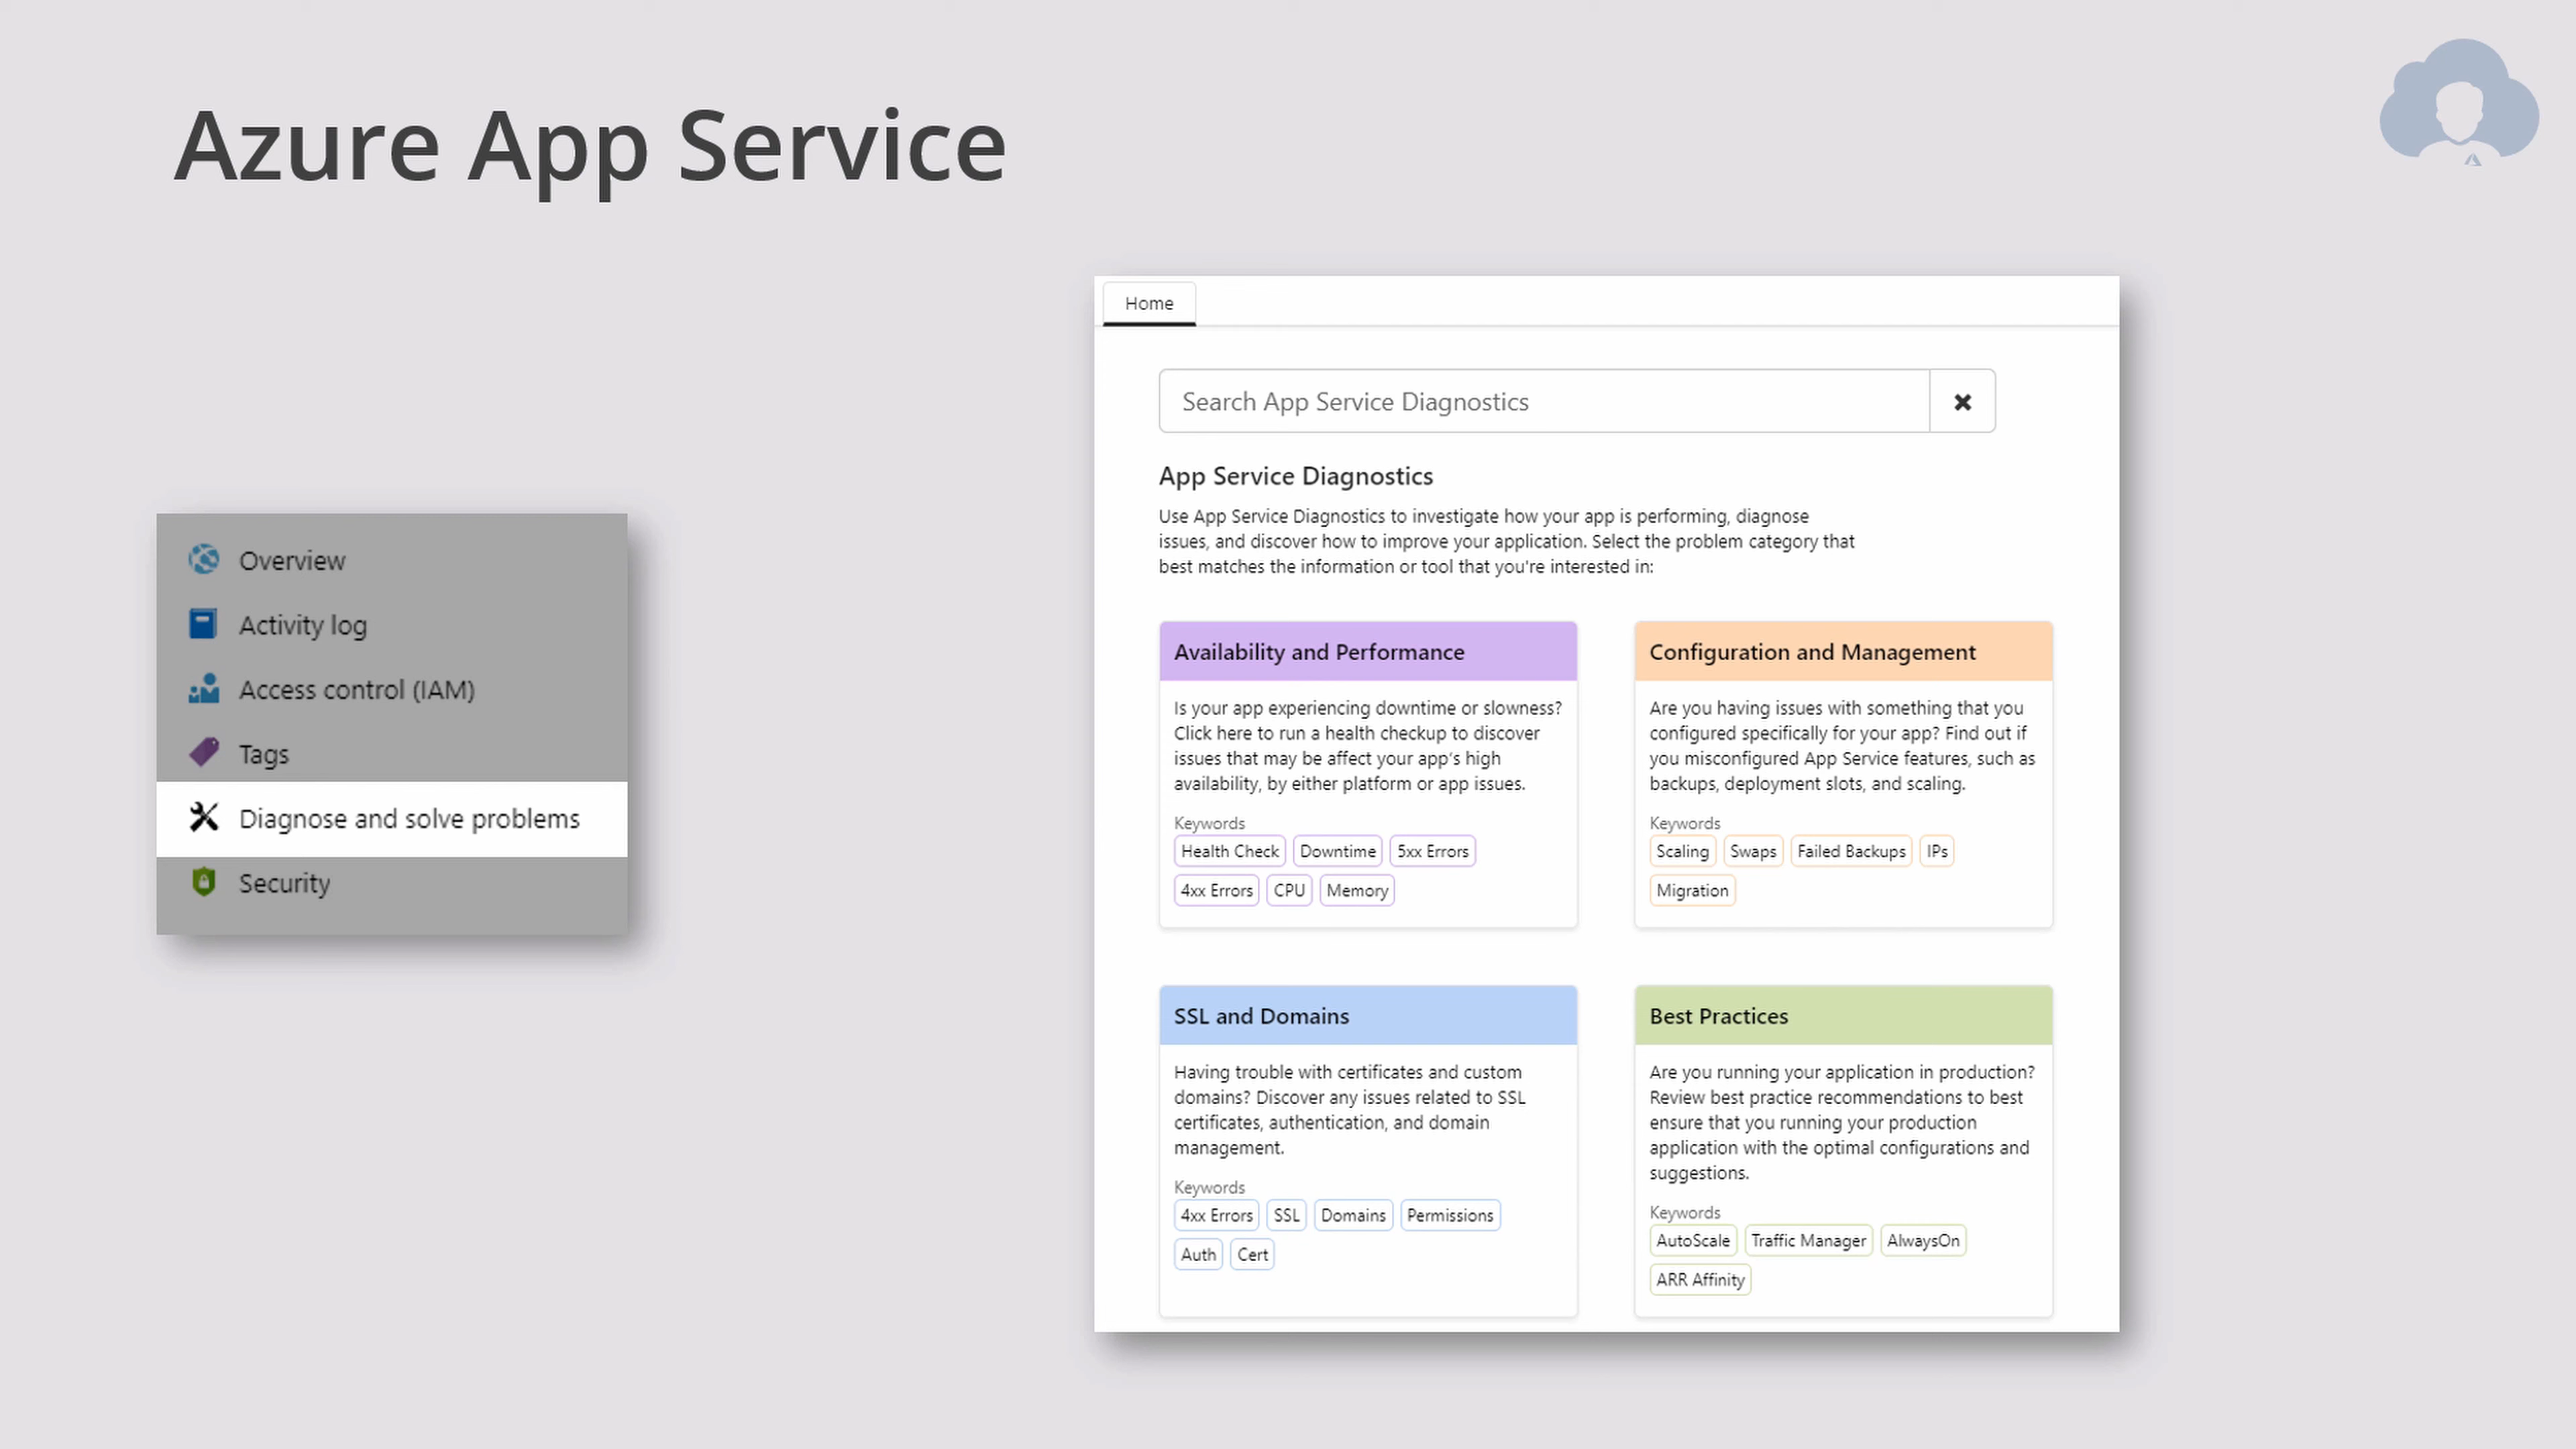 Azure App Service
Overview
Activity log
Access control (IAM)
Tags
Diagnose and solve problems
Security
Home
Search App Service Diagnostics
App Service Diagnostics
Use App Service Diagnostics to investigate how your app is performing, diagnose
issues, and discover how to improve your application. Select the problem category that
best matches the information or tool that you're interested in:
Availability and Performance
Is your app experiencing downtime or slowness?
Click here to run a health checkup to discover
issues that may be affect your app's high
availability, by either platform or app issues.
Keywords
Health Check Downtime 5xx Errors
4xx Errors CPU Memory
Configuration and Management
Are you having issues with something that you
configured specifically for your app? Find out if
you misconfigured App Service features, such as
backups, deployment slots, and scaling.
Keywords
Scaling Swaps Failed Backups IPs
Migration
SSL and Domains
Having trouble with certificates and custom
domains? Discover any issues related to SSL
certificates, authentication, and domain
management.
Keywords
4xx Errors SSL Domains Permissions
Auth Cert
Best Practices
Are you running your application in production?
Review best practice recommendations to best
ensure that you running your production
application with the optimal configurations and
suggestions.
Keywords
AutoScale Traffic Manager AlwaysOn
ARR Affinity